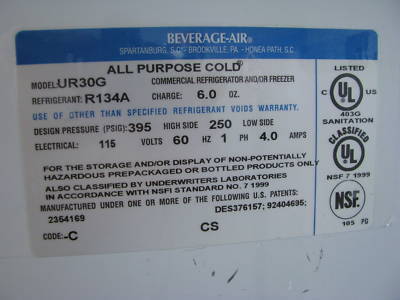 BEVERAGE-AIR®
SPARTANBURG, S.C. - BROOKVILLE, PA. - HONEA PATH, S.C.
ALL PURPOSE COLD®
MODEL: UR30G COMMERCIAL REFRIGERATOR AND/OR FREEZER
REFRIGERANT: R134A CHARGE: 6.0 OZ.
USE OF OTHER THAN SPECIFIED REFRIGERANT VOIDS WARRANTY.
DESIGN PRESSURE (PSIG): 395 HIGH SIDE 250 LOW SIDE
ELECTRICAL: 115 VOLTS 60 HZ 1 PH 4.0 AMPS
FOR STORAGE AND/OR DISPLAY OF NON-POTENTIALLY
HAZARDOUS PREPACKAGED OR BOTTLED PRODUCTS ONLY
ALSO CLASSIFIED BY UNDERWRITERS LABORATORIES
IN ACCORDANCE WITH NSFI STANDARD NO. 7 1999
MANUFACTURED UNDER ONE OR MORE OF THE FOLLOWING U.S. PATENTS:
2354169 DES376157; 92404695;
CODE: -C CS
LISTED
C UL US
®
403G
SANITATION
CLASSIFIED
UL
®
NSF 7 1999
NSF®
105 PG